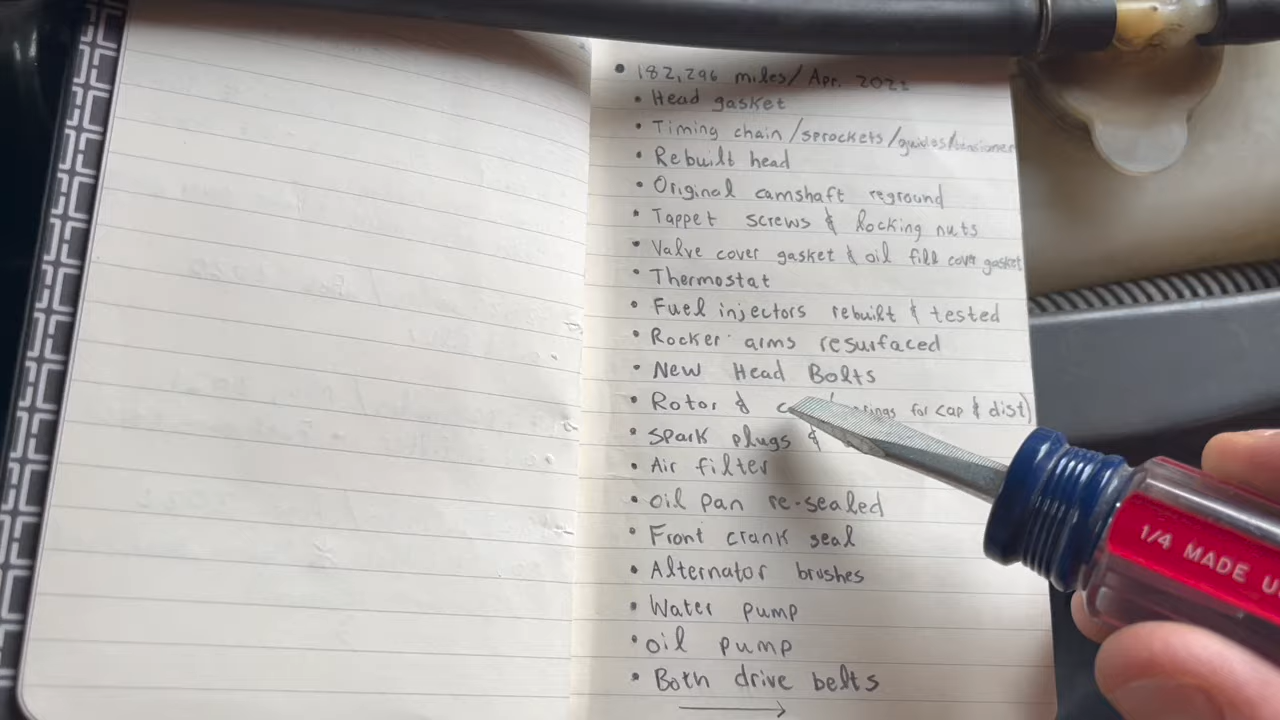 • 182,296 miles/Apr. 202
• Head gasket
• Timing chain/sprockets/guides/tensioner
• Rebuilt head
• Original camshaft reground
• Tappet screws & locking nuts
• Valve cover gasket & oil fill cover gasket
• Thermostat
• Fuel injectors rebuilt & tested
• Rocker arms resurfaced
• New Head Bolts
• Rotor & for cap & dist)
• Spark plugs &
• Air filter
• Oil pan re-sealed
• Front crank seal
• Alternator brushes
• Water pump
• oil pump
• Both drive belts
1/4 MADE